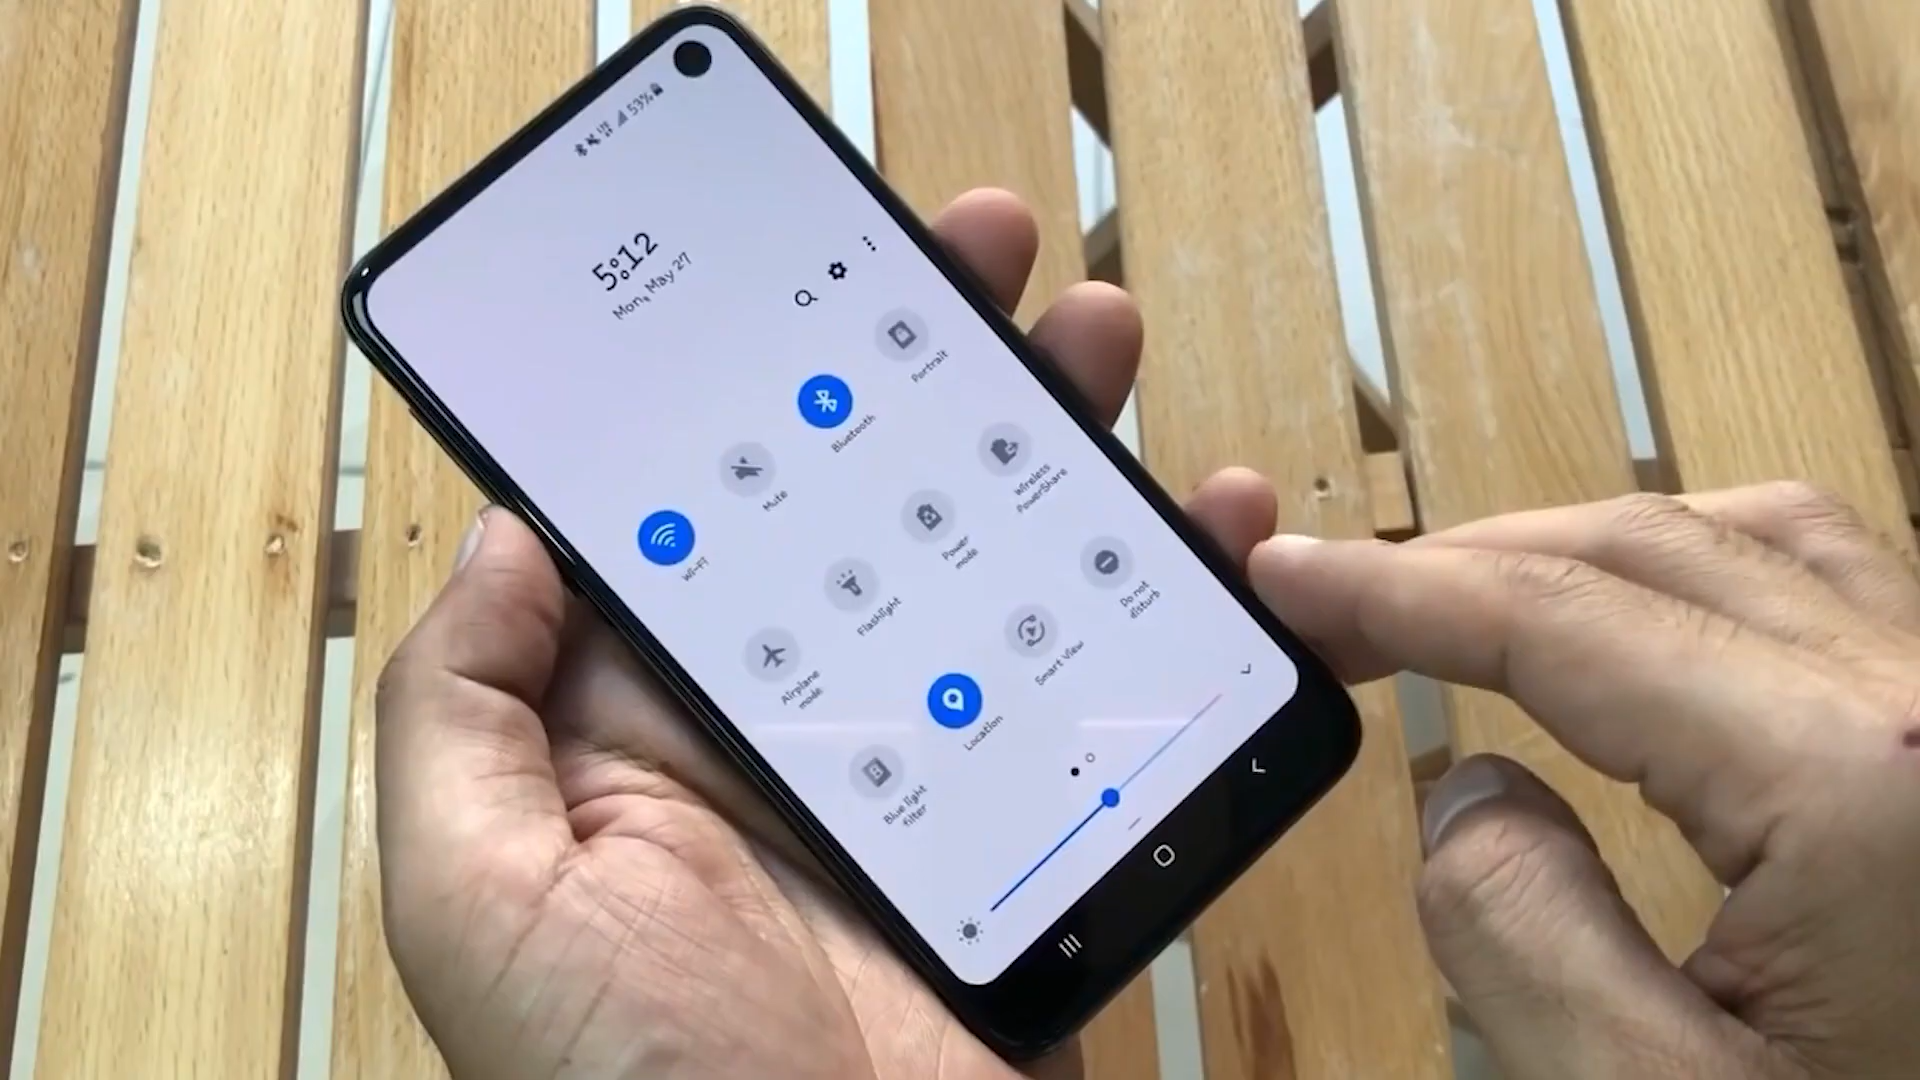 53%
5:12
Mon, May 27
Wi-Fi
Mute
Bluetooth
Portrait
Airplane
mode
Flashlight
Power
mode
Wireless
PowerShare
Blue light
filter
Location
Smart View
Do not
disturb